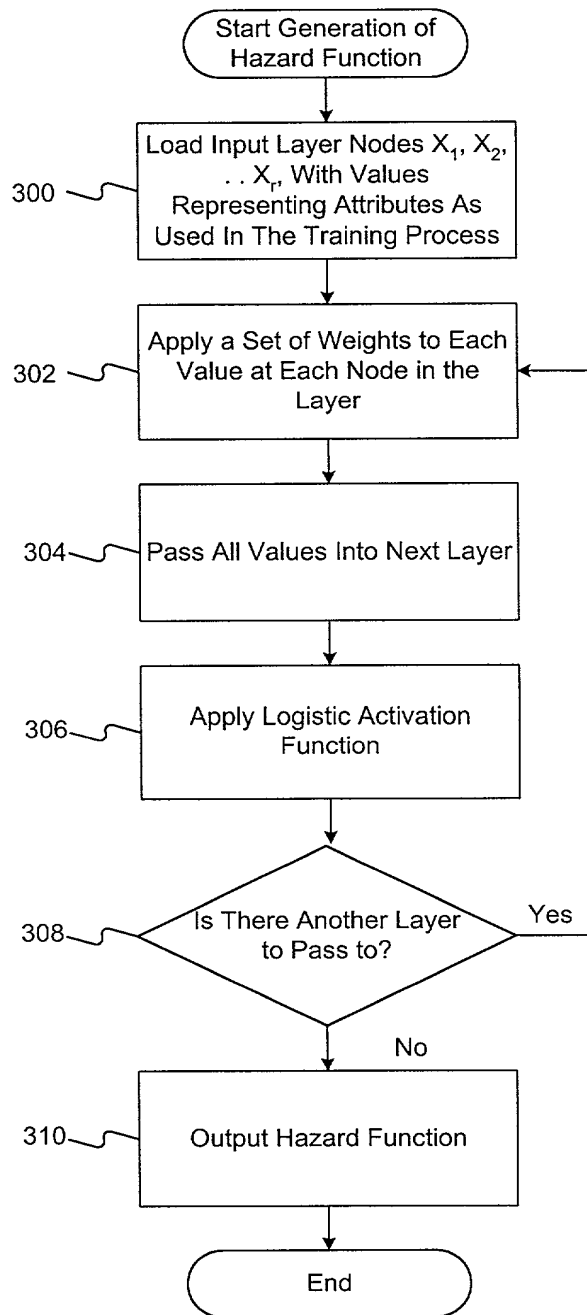 Start Generation of
Hazard Function
Load Input Layer Nodes X1, X2,
. . Xr, With Values
Representing Attributes As
Used In The Training Process
300
Apply a Set of Weights to Each
Value at Each Node in the
Layer
302
Pass All Values Into Next Layer
304
Apply Logistic Activation
Function
306
Is There Another Layer
to Pass to?
308
Yes
No
Output Hazard Function
310
End